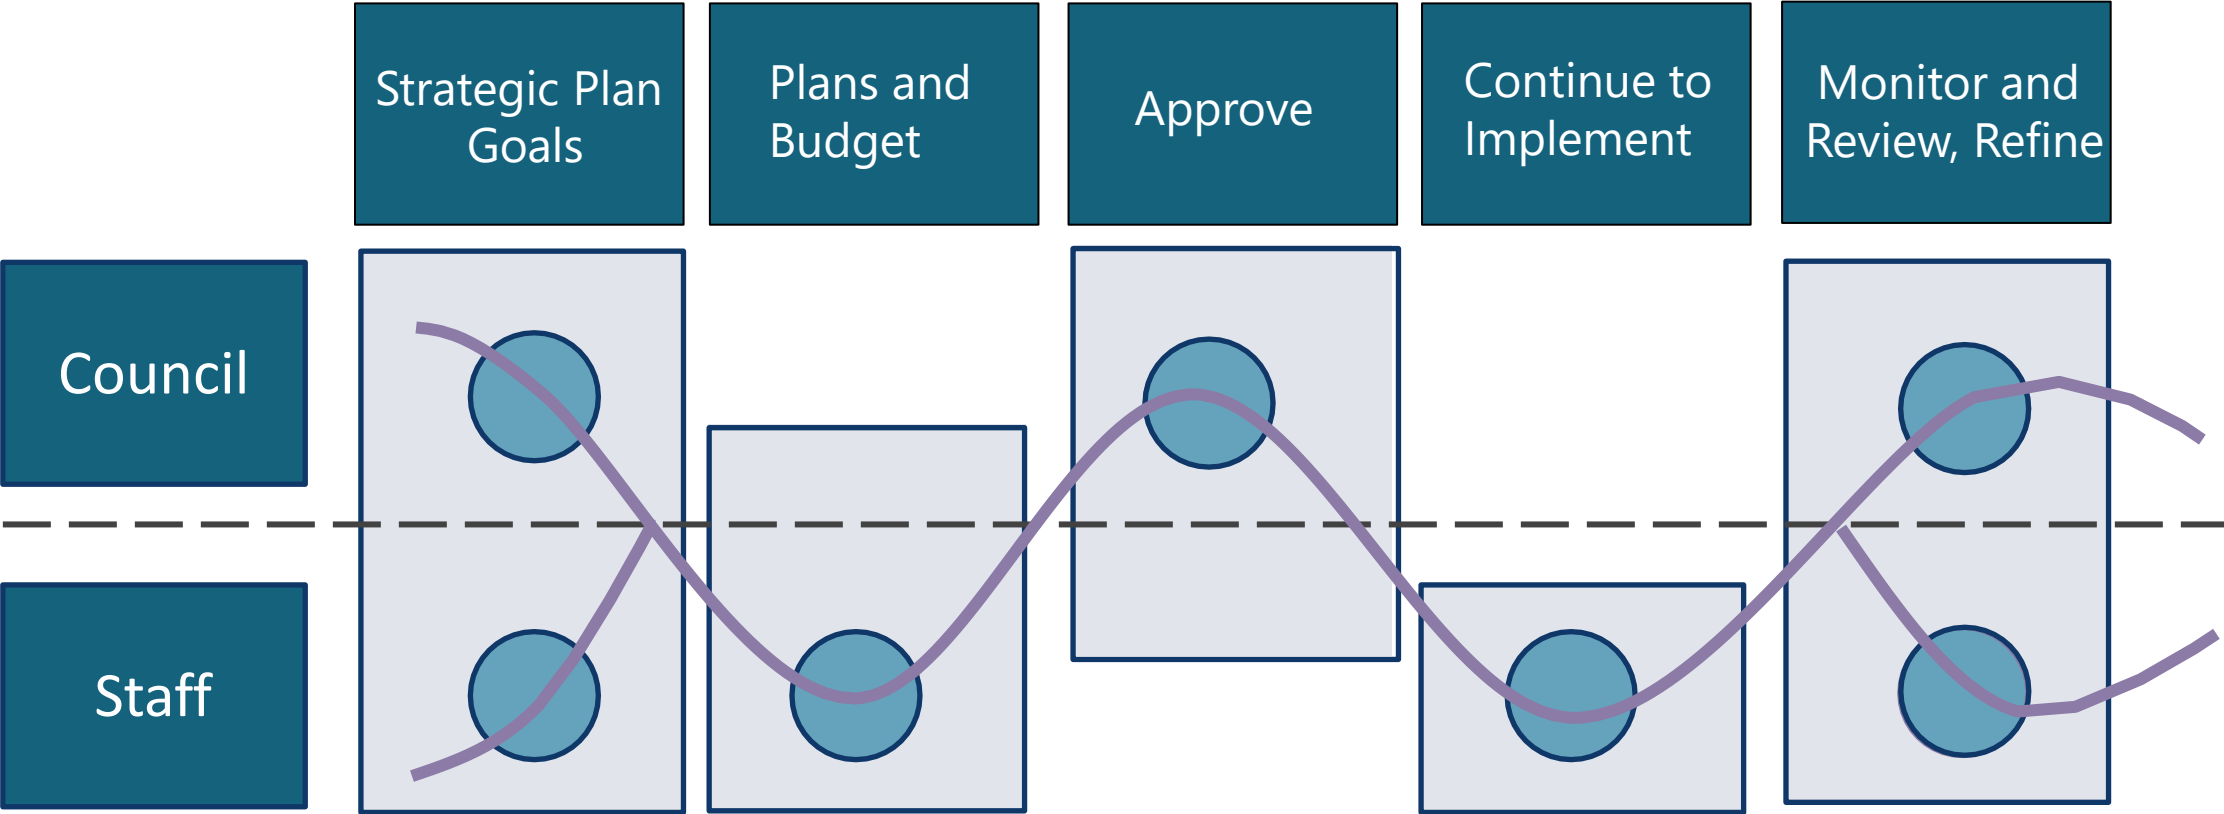 Strategic Plan
Goals
Plans and
Budget
Approve
Continue to
Implement
Monitor and
Review, Refine
Council
Staff